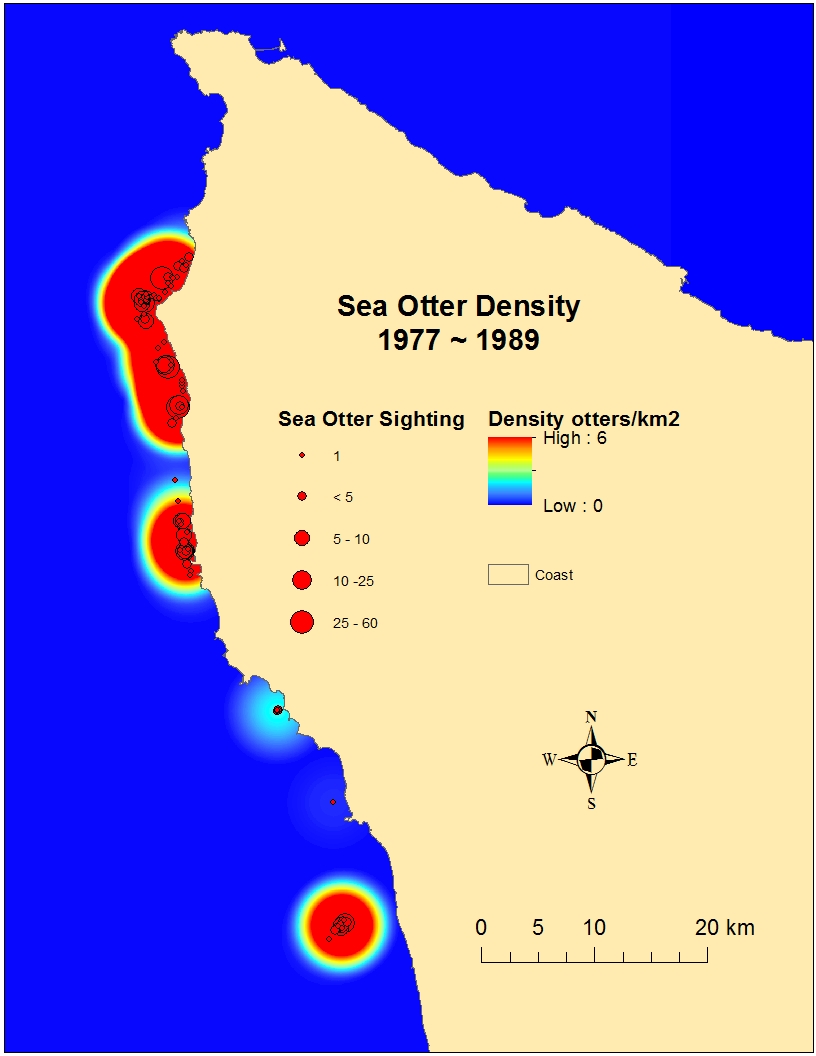 Sea Otter Density
1977 ~ 1989
Sea Otter Sighting
1
< 5
5 - 10
10 -25
25 - 60
Density otters/km2
High : 6
Low : 0
Coast
N
W E
S
0 5 10 20 km